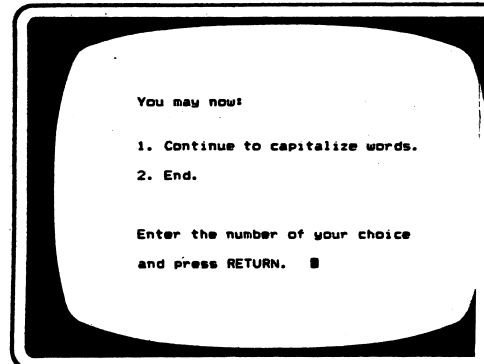 You may now:
1. Continue to capitalize words.
2. End.
Enter the number of your choice
and press RETURN.